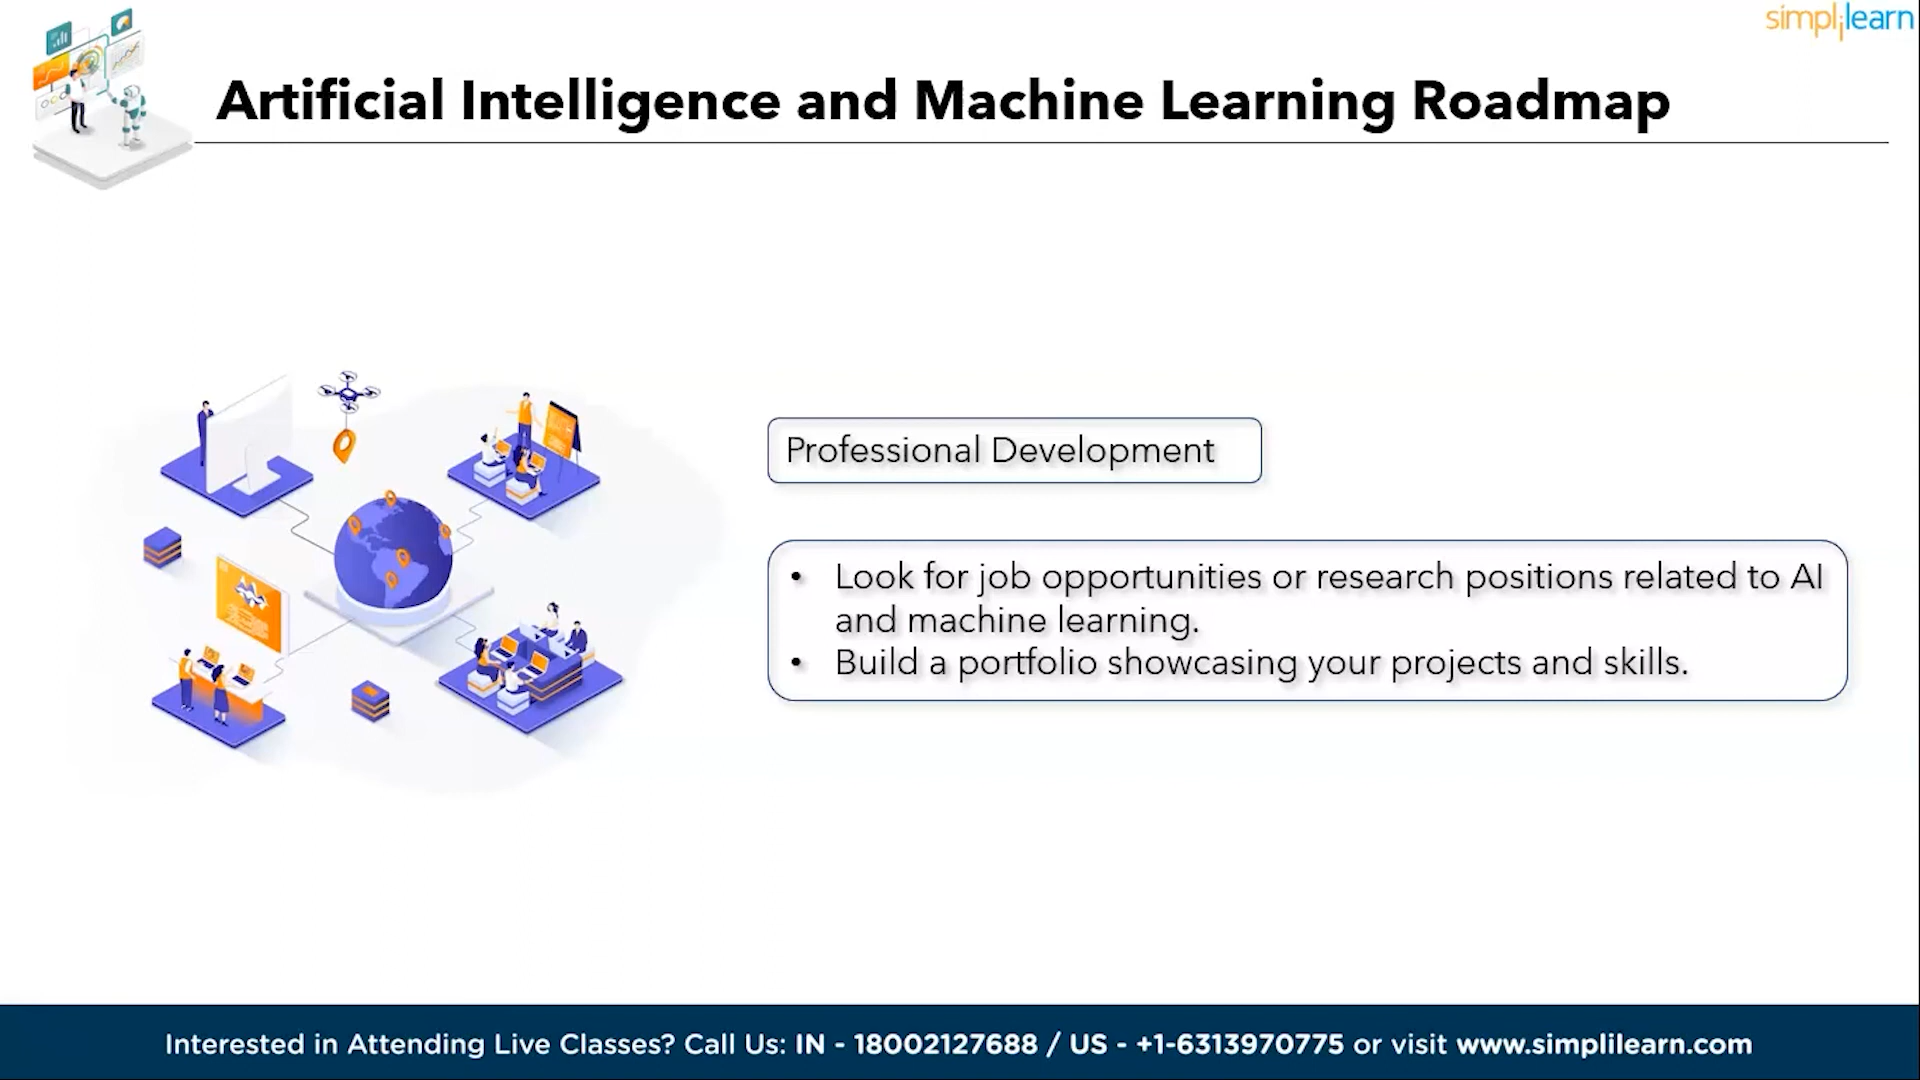 simplilearn
Artificial Intelligence and Machine Learning Roadmap
Professional Development
• Look for job opportunities or research positions related to AI
and machine learning.
• Build a portfolio showcasing your projects and skills.
Interested in Attending Live Classes? Call Us: IN - 18002127688 / US - +1-6313970775 or visit www.simplilearn.com